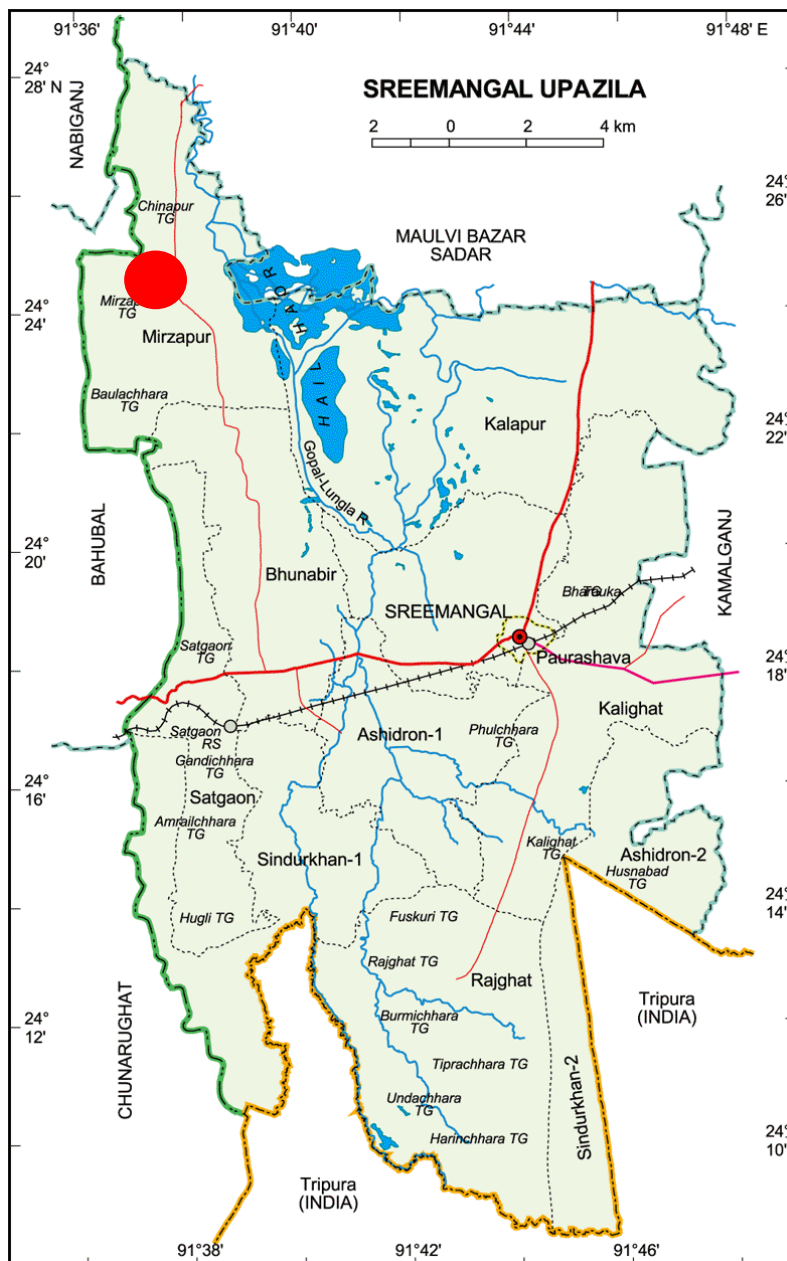 91°36'
91°40'
91°44'
91°48' E
24°
28' N
SREEMANGAL UPAZILA
2 0 2 4 km
NABIGANJ
24°
26'
Chinapur
TG
MAULVI BAZAR
SADAR
HAIL HAOR
24°
24'
TG
Mirzapur
Baulachhara
TG
Kalapur
24°
22'
Gopal-Lungla R
24°
20'
BAHUBAL
Bhunabir
KAMALGANJ
TG
SREEMANGAL
Satgaon
TG
Paurashava
24°
18'
Kalighat
Satgaon
RS
Ashidron-1
Phulchhara
TG
Gandichhara
TG
24°
16'
Satgaon
Amrailchhara
TG
Sindurkhan-1
Kalighat
TG
Ashidron-2
Husnabad
TG
Hugli TG
Fuskuri TG
24°
14'
Rajghat TG
Rajghat
Tripura
(INDIA)
24°
12'
Burmichhara
TG
CHUNARUGHAT
Tiprachhara TG
Sindurkhan-2
Undachhara
TG
Harinchhara TG
24°
10'
Tripura
(INDIA)
91°38'
91°42'
91°46'